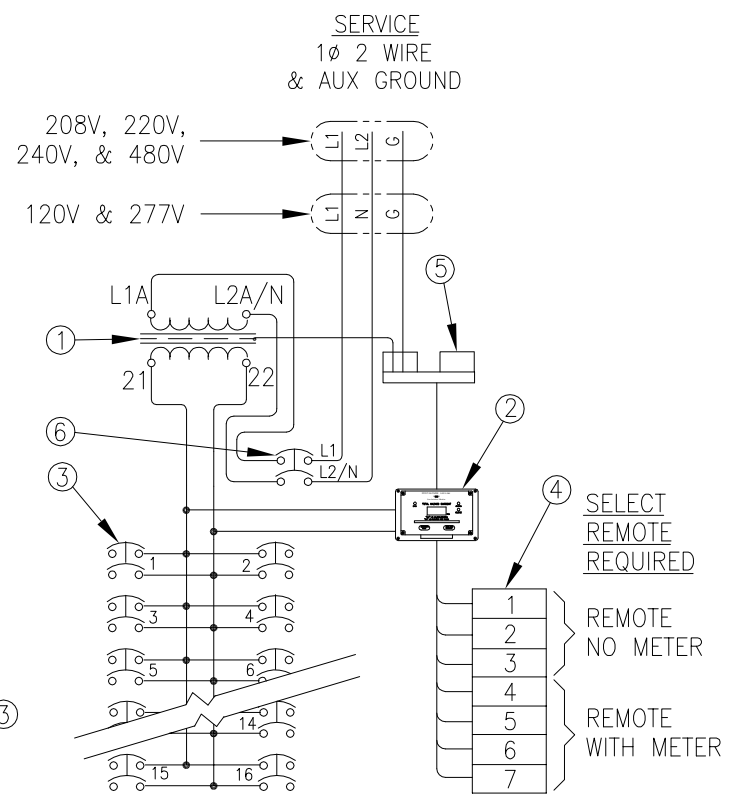 SERVICE
1ø 2 WIRE
& AUX GROUND
208V, 220V,
240V, & 480V
L1 L2 G
120V & 277V
L1 N G
5
L1A L2A/N
1
21 22
2
6
L1
L2/N
3
4
SELECT
REMOTE
REQUIRED
1 2
3 4
5 6
14
15 16
3
1
2
3
4
5
6
7
REMOTE
NO METER
REMOTE
WITH METER